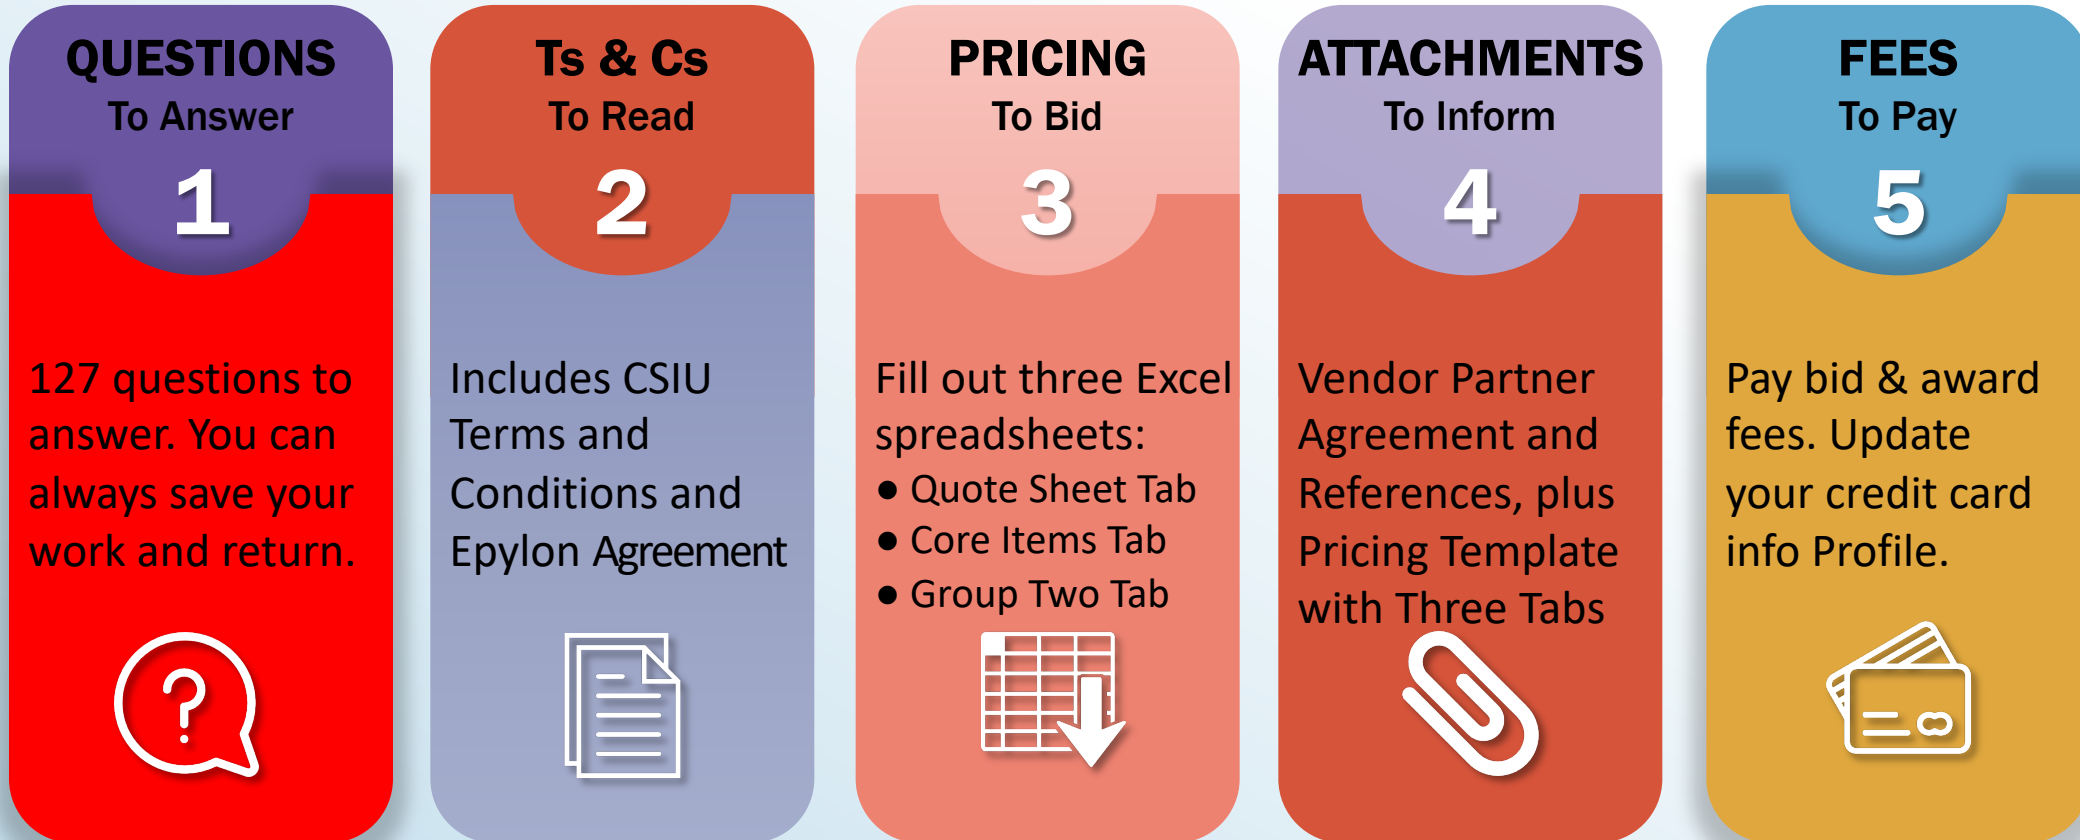 QUESTIONS
To Answer
1
127 questions to
answer. You can
always save your
work and return.
Ts & Cs
To Read
2
Includes CSIU
Terms and
Conditions and
Epylon Agreement
PRICING
To Bid
3
Fill out three Excel
spreadsheets:
● Quote Sheet Tab
● Core Items Tab
● Group Two Tab
ATTACHMENTS
To Inform
4
Vendor Partner
Agreement and
References, plus
Pricing Template
with Three Tabs
FEES
To Pay
5
Pay bid & award
fees. Update
your credit card
info Profile.